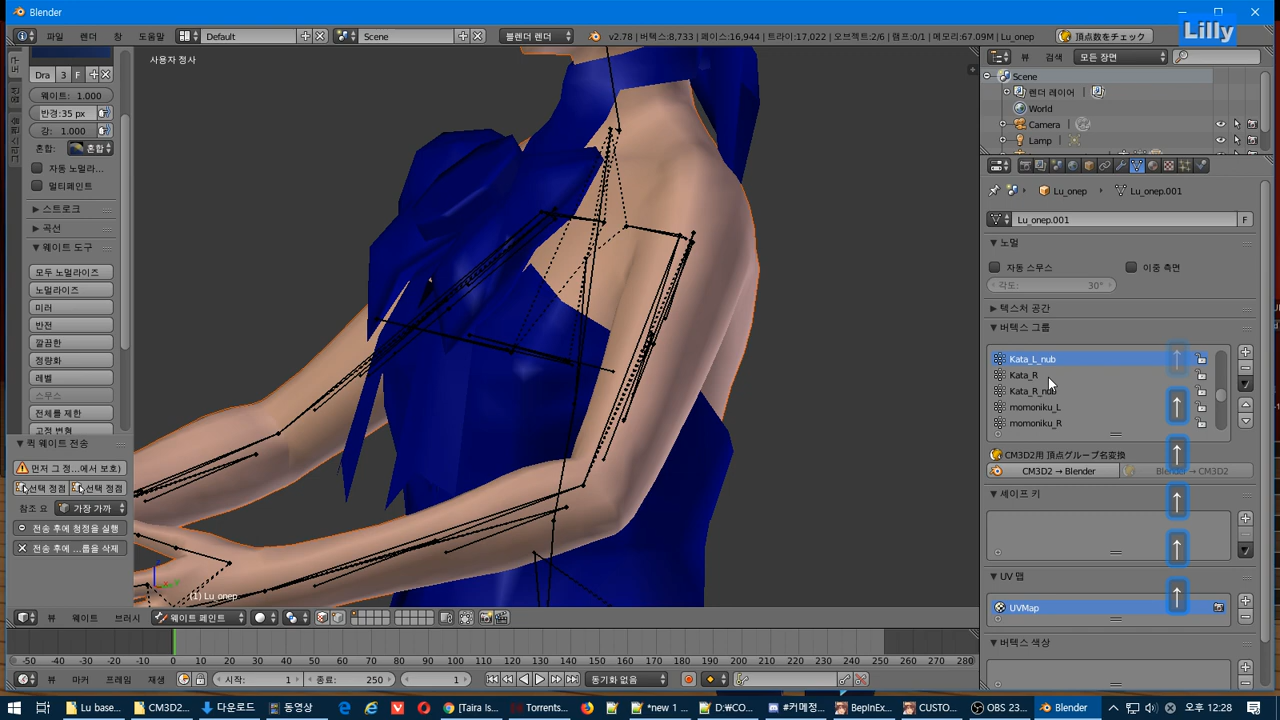 Blender
Lilly
파일 렌더 창 도움말 Default Scene 블렌더 렌더 v2.78 | 버텍스:8,733 | 페이스:16,944 | 트라이:17,022 | 오브젝트:2/6 | 램프:0/1 | 메모리:67.09M | Lu_onep 頂点数をチェック
뷰 검색 모든 장면
Scene
렌더 레이어
World
Camera
Lamp
Dra 3 F
웨이트: 1.000
반경:35 px
강: 1.000
혼합: 혼합
자동 노멀라...
멀티페인트
스트로크
곡선
웨이트 도구
모두 노멀라이즈
노멀라이즈
미러
반전
깔끔한
정량화
레벨
스무스
전체를 제한
고정 변형
퀵 웨이트 전송
먼저 그 정...에서 보호)
선택 정점 선택 정점
참조 요 가장 가까
전송 후에 청정을 실행
전송 후에 ...룹을 삭제
사용자 정사
(1) Lu_onep
Lu_onep Lu_onep.001
Lu_onep.001 F
노멀
자동 스무스 이중 측면
각도: 30°
텍스처 공간
버텍스 그룹
Kata_L_nub
Kata_R
Kata_R_nub
momoniku_L
momoniku_R
CM3D2用 頂点グループ名変換
CM3D2 → Blender Blender → CM3D2
세이프 키
UV 맵
UVMap
버텍스 색상
뷰 웨이트 브러시 웨이트 페인트
-50 -40 -30 -20 -10 0 10 20 30 40 50 60 70 80 90 100 110 120 130 140 150 160 170 180 190 200 210 220 230 240 250 260 270 280
뷰 마커 프레임 재생 시작: 1 종료: 250 1 동기화 없음
Lu base... CM3D2... 다운로드 동영상 [Taira Is... Torrents... *new 1 ... D:₩CO... #커메정... BepInEx... CUSTO... OBS 23... Blender 오후 12:28